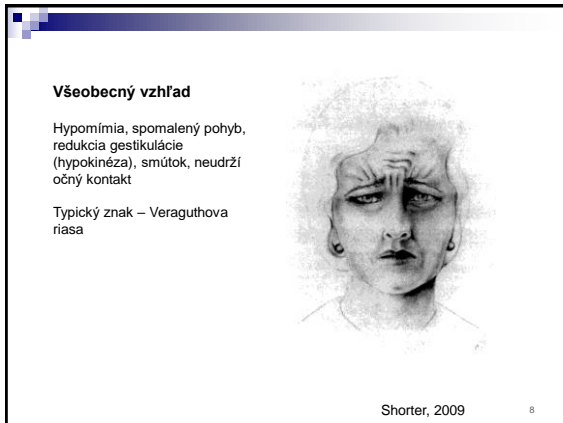 Všeobecný vzhľad
Hypomímia, spomalený pohyb,
redukcia gestikulácie
(hypokinéza), smútok, neudrží
očný kontakt
Typický znak – Veraguthova
riasa
Shorter, 2009
8